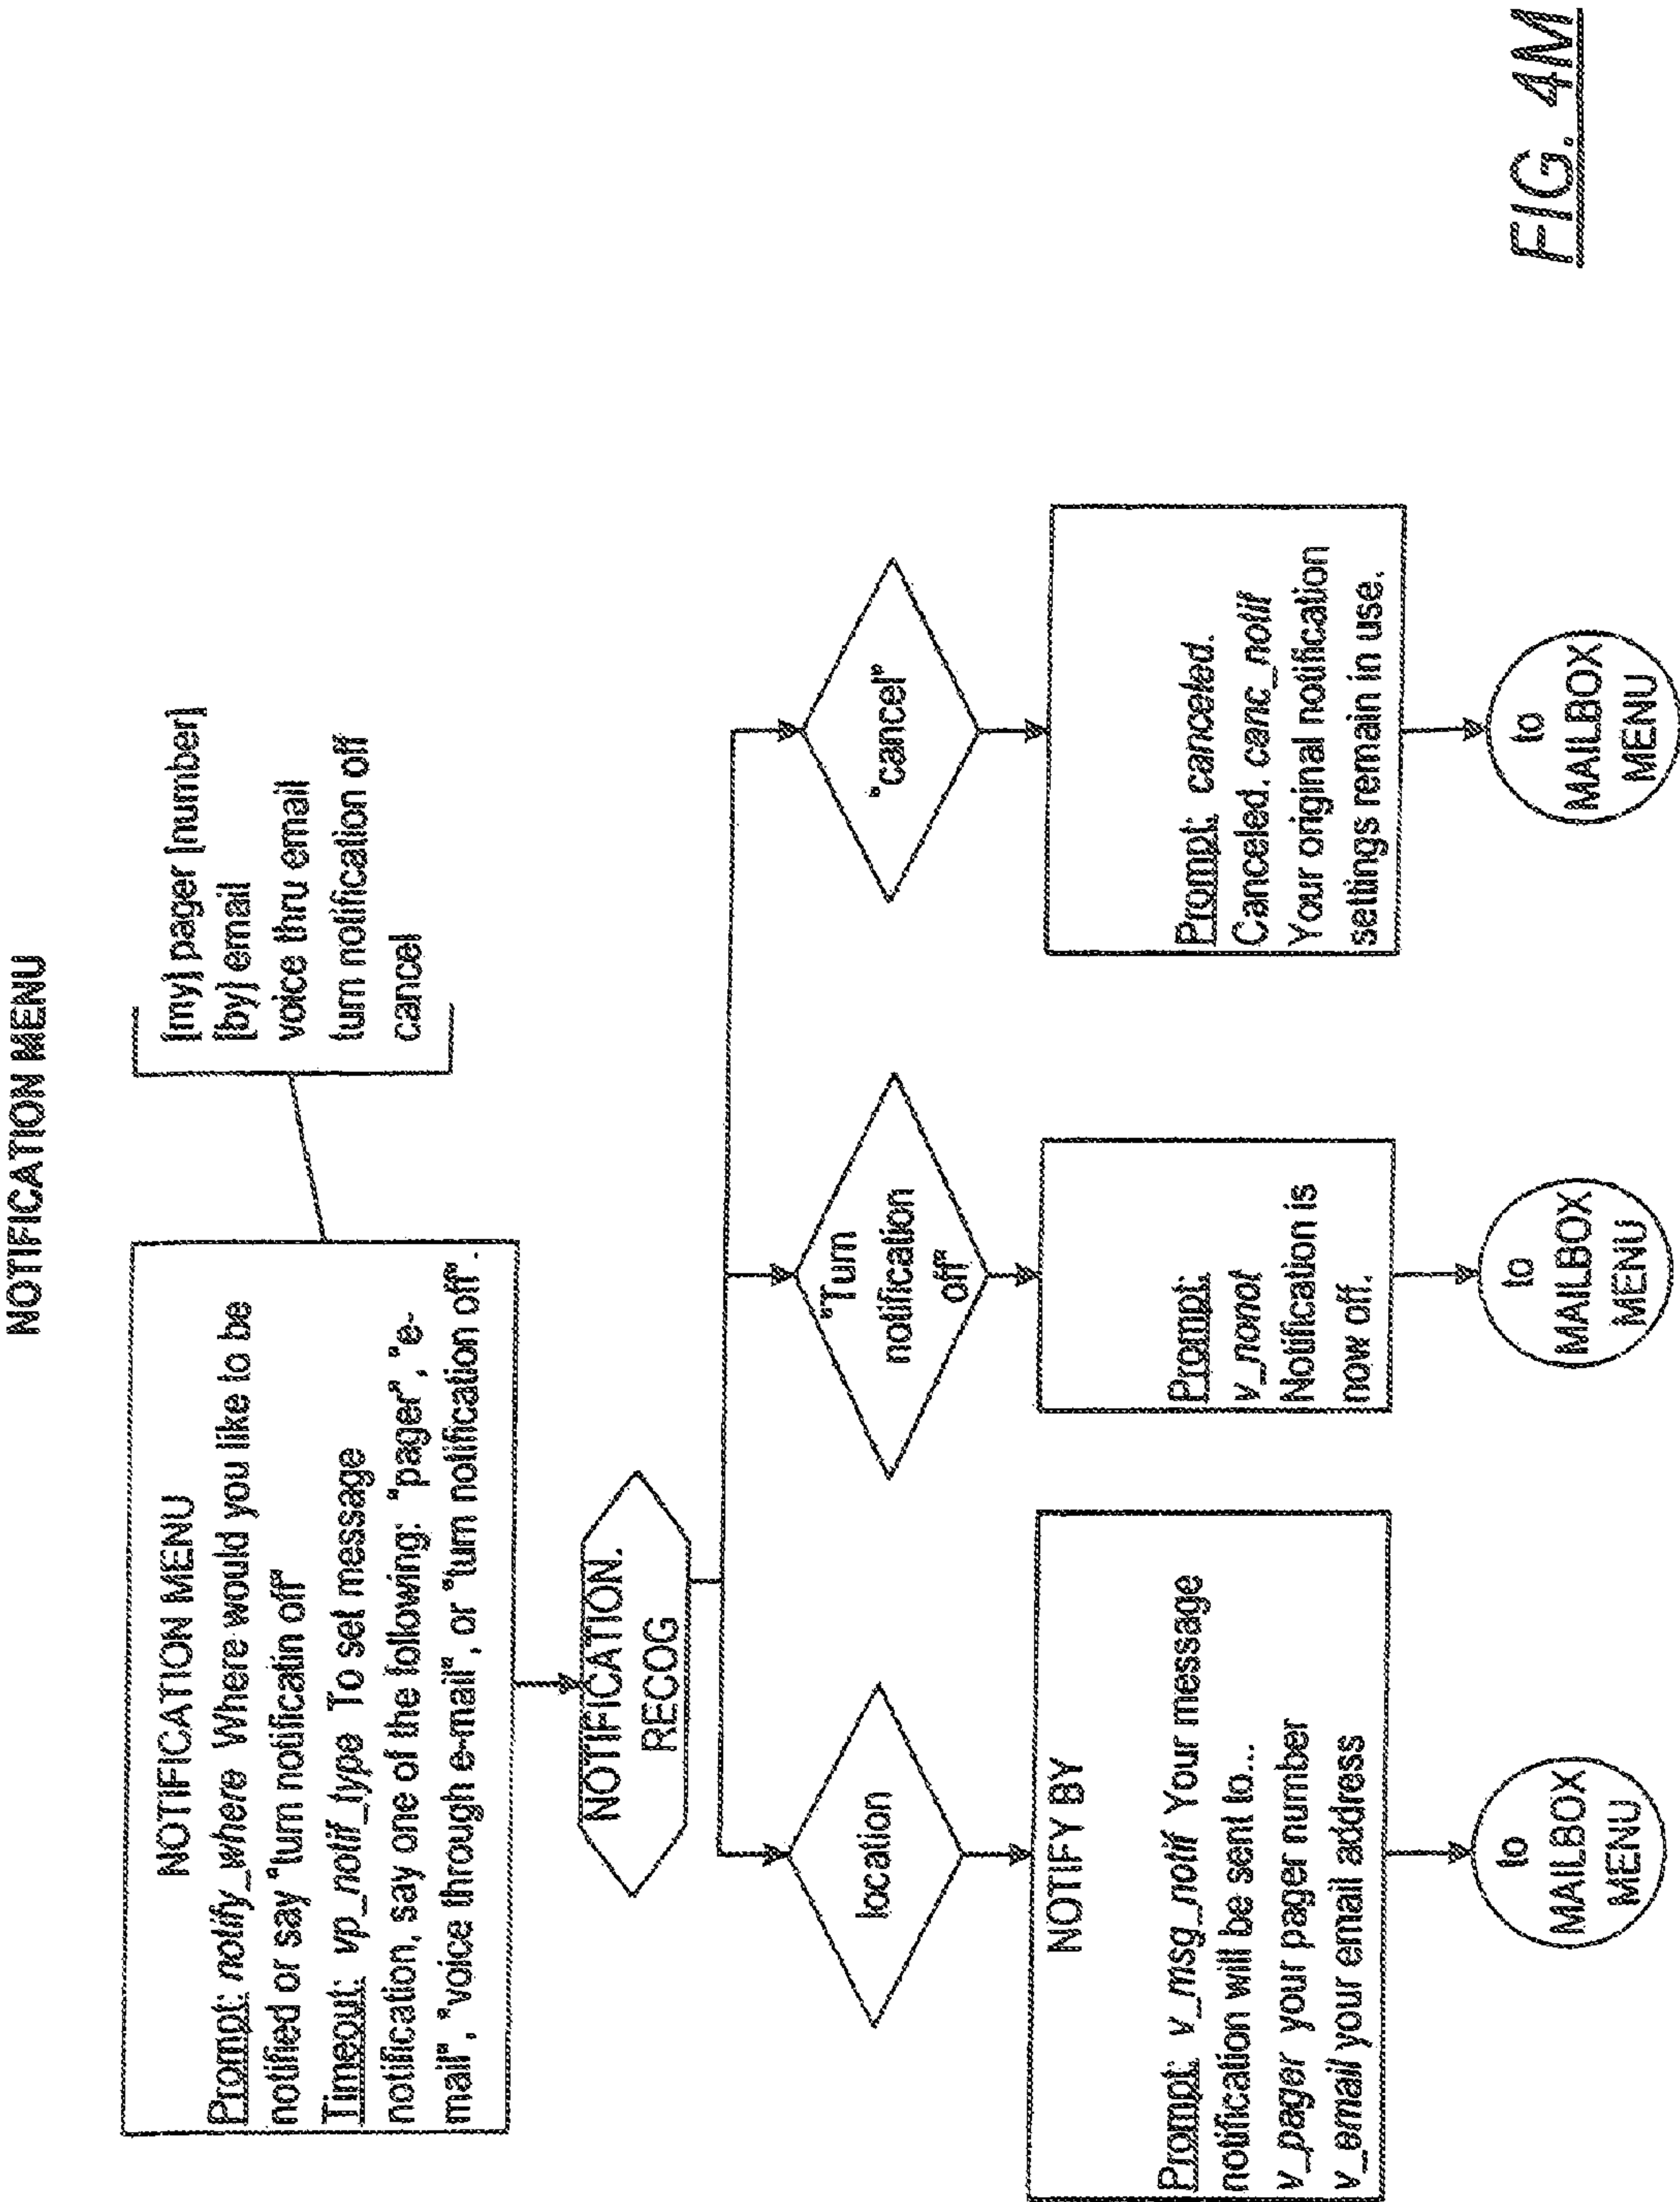 NOTIFICATION MENU
NOTIFICATION MENU
Prompt: notify_where Where would you like to be
notified or say "turn notificatin off"
Timeout: vp_notif_type To set message
notification, say one of the following: "pager", "e-
mail", "voice through e-mail", or "turn notification off".
[my] pager [number]
[by] email
voice thru email
turn notification off
cancel
NOTIFICATION.
RECOG
location
"Turn
notification
off"
"cancel"
NOTIFY BY
Prompt: v_msg_notif Your message
notification will be sent to...
v_pager your pager number
v_email your email address
Prompt:
v_nonot
Notification is
now off.
Prompt: canceled.
Canceled. canc_notif
Your original notification
settings remain in use.
to
MAILBOX
MENU
to
MAILBOX
MENU
to
MAILBOX
MENU
FIG. 4M